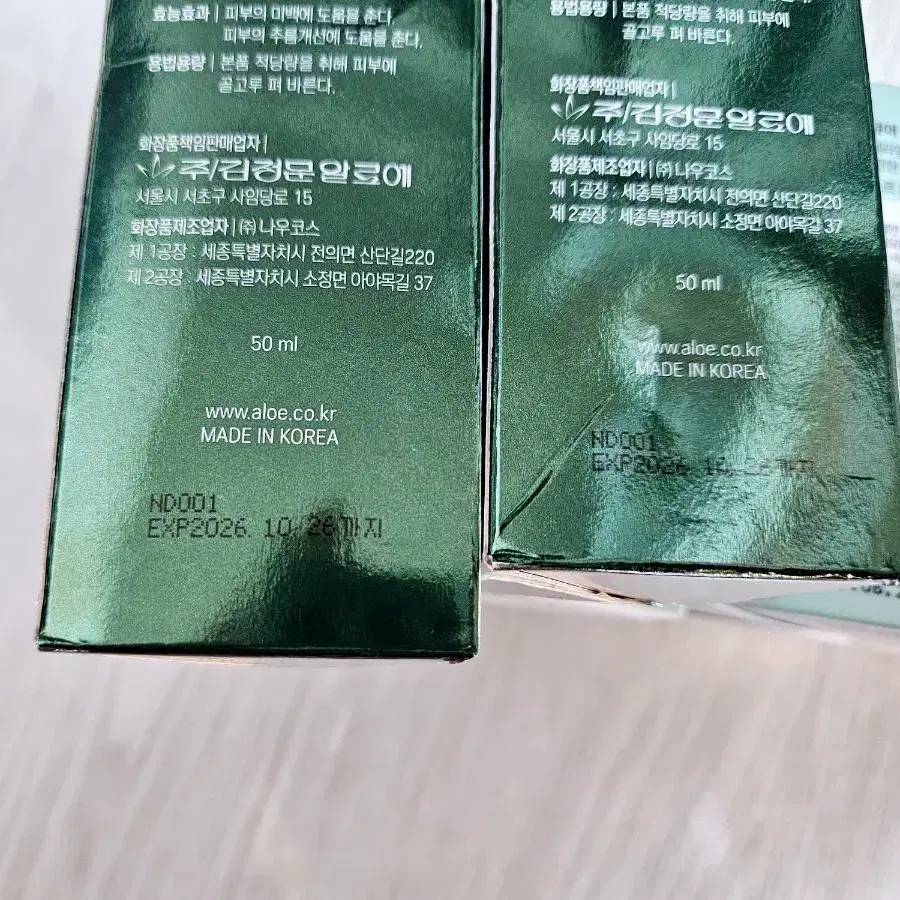 효능효과 | 피부의 미백에 도움을 준다.
피부의 주름개선에 도움을 준다.
용법용량 | 본품 적당량을 취해 피부에
골고루 펴 바른다.
화장품책임판매업자 |
주/김정문알로에
서울시 서초구 사임당로 15
화장품제조업자 | ㈜ 나우코스
제 1공장 : 세종특별자치시 전의면 산단길220
제 2공장 : 세종특별자치시 소정면 아야목길 37
50 ml
www.aloe.co.kr
MADE IN KOREA
ND001
EXP2026. 10. 26까지
용법용량 | 본품 적당량을 취해 피부에
골고루 펴 바른다.
화장품책임판매업자 |
주/김정문알로에
서울시 서초구 사임당로 15
화장품제조업자 | ㈜ 나우코스
제 1공장 : 세종특별자치시 전의면 산단길220
제 2공장 : 세종특별자치시 소정면 아야목길 37
50 ml
www.aloe.co.kr
MADE IN KOREA
ND001
EXP2026. 10. 26까지